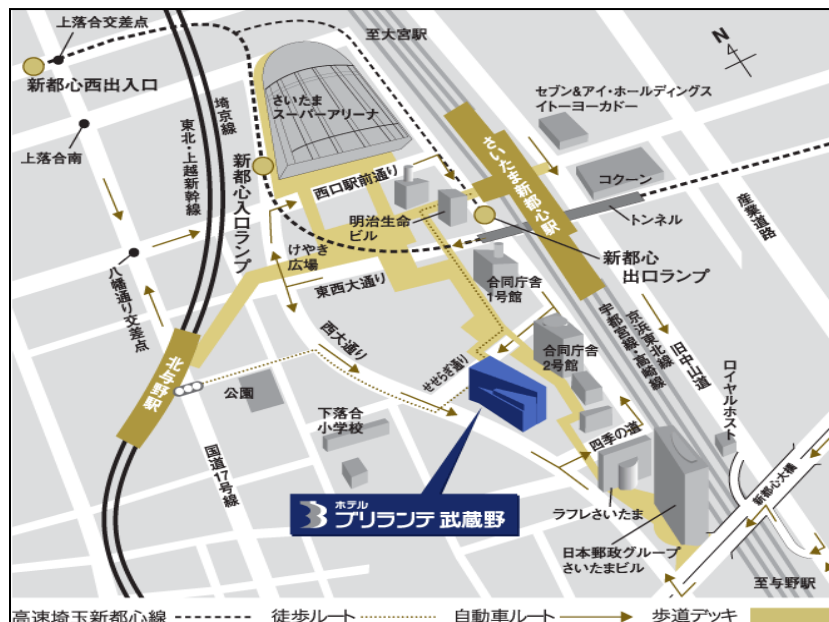 上落合交差点
至大宮駅
N
新都心西出入口
セブン&アイ・ホールディングス
イトーヨーカドー
さいたま
スーパーアリーナ
埼京線
東北・上越新幹線
上落合南
新都心入口ランプ
さいたま新都心駅
コクーン
西口駅前通り
明治生命
ビル
トンネル
産業道路
けやき
広場
新都心
出口ランプ
八幡通り交差点
東西大通り
合同庁舎
1号館
西大通り
せせらぎ通り
合同庁舎
2号館
京浜東北線
宇都宮線・高崎線
旧中山道
北与野駅
公園
ロイヤルホスト
下落合
小学校
四季の道
国道17号線
新都心大橋
ホテル
ブリランテ 武蔵野
ラフレさいたま
日本郵政グループ
さいたまビル
至与野駅
高速埼玉新都心線
徒歩ルート
自動車ルート
歩道デッキ